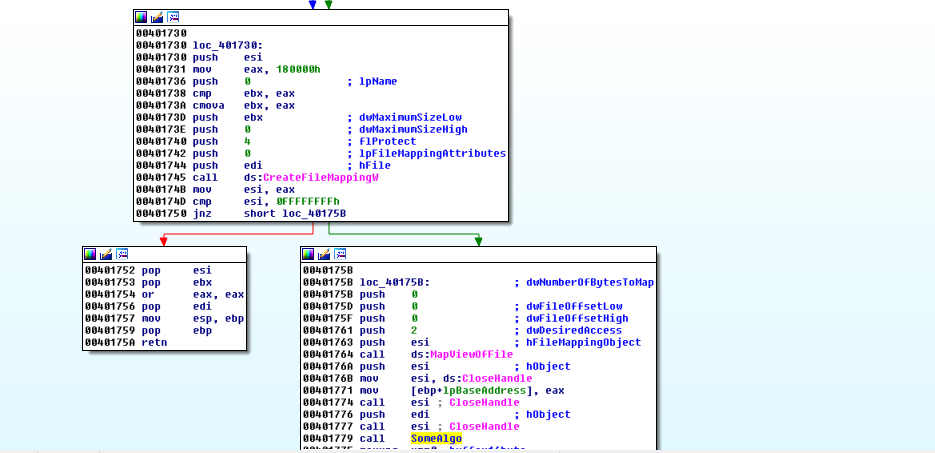 00401730
00401730 loc_401730:
00401730 push esi
00401731 mov eax, 180000h
00401736 push 0 ; lpName
00401738 cmp ebx, eax
0040173A cmova ebx, eax
0040173D push ebx ; dwMaximumSizeLow
0040173E push 0 ; dwMaximumSizeHigh
00401740 push 4 ; flProtect
00401742 push 0 ; lpFileMappingAttributes
00401744 push edi ; hFile
00401745 call ds:CreateFileMappingW
0040174B mov esi, eax
0040174D cmp esi, 0FFFFFFFFh
00401750 jnz short loc_40175B
00401752 pop esi
00401753 pop ebx
00401754 or eax, eax
00401756 pop edi
00401757 mov esp, ebp
00401759 pop ebp
0040175A retn
0040175B
0040175B loc_40175B: ; dwNumberOfBytesToMap
0040175B push 0
0040175D push 0 ; dwFileOffsetLow
0040175F push 0 ; dwFileOffsetHigh
00401761 push 2 ; dwDesiredAccess
00401763 push esi ; hFileMappingObject
00401764 call ds:MapViewOfFile
0040176A push esi ; hObject
0040176B mov esi, ds:CloseHandle
00401771 mov [ebp+lpBaseAddress], eax
00401774 call esi ; CloseHandle
00401776 push edi ; hObject
00401777 call esi ; CloseHandle
00401779 call SomeAlgo